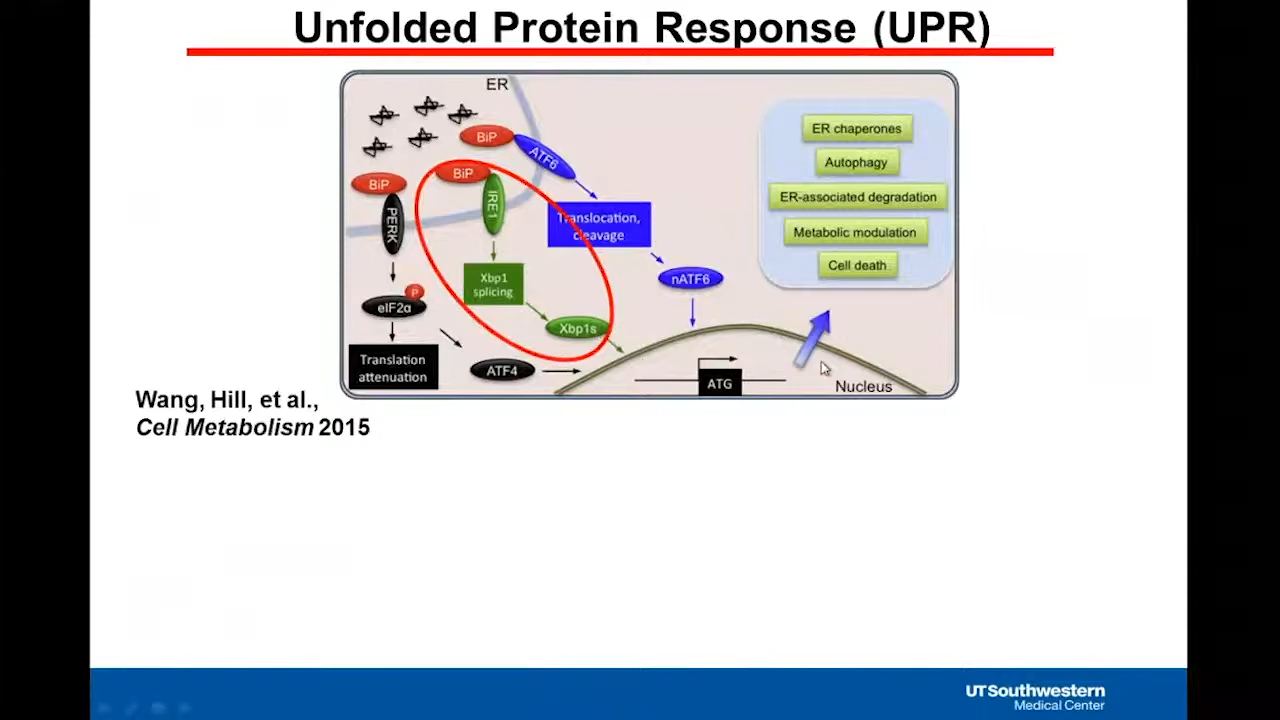 Unfolded Protein Response (UPR)
ER
BiP
ATF6
BiP
IRE1
BiP
PERK
Translocation,
cleavage
Xbp1
splicing
nATF6
P
eIF2α
Xbp1s
Translation
attenuation
ATF4
ATG
Nucleus
ER chaperones
Autophagy
ER-associated degradation
Metabolic modulation
Cell death
Wang, Hill, et al.,
Cell Metabolism 2015
UTSouthwestern
Medical Center